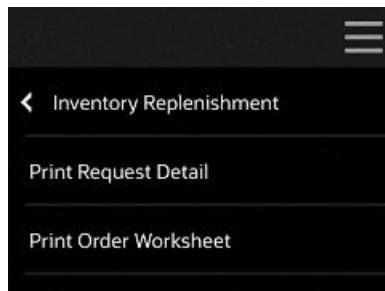 Inventory Replenishment
Print Request Detail
Print Order Worksheet